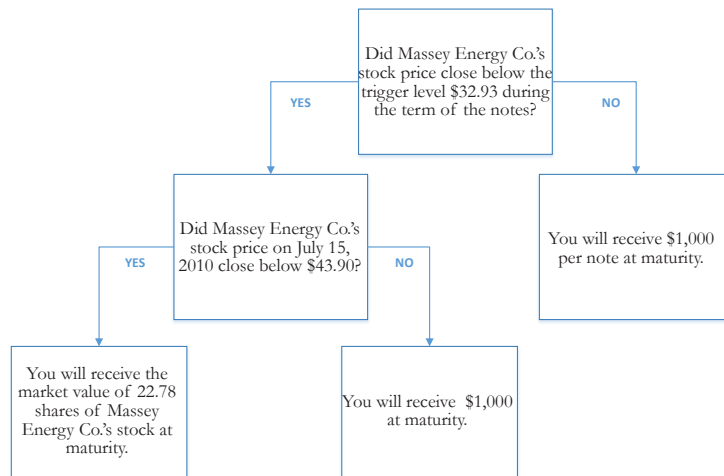 Did Massey Energy Co.'s
stock price close below the
trigger level $32.93 during
the term of the notes?
YES
NO
Did Massey Energy Co.'s
stock price on July 15,
2010 close below $43.90?
You will receive $1,000
per note at maturity.
YES
NO
You will receive the
market value of 22.78
shares of Massey
Energy Co.'s stock at
maturity.
You will receive $1,000
at maturity.